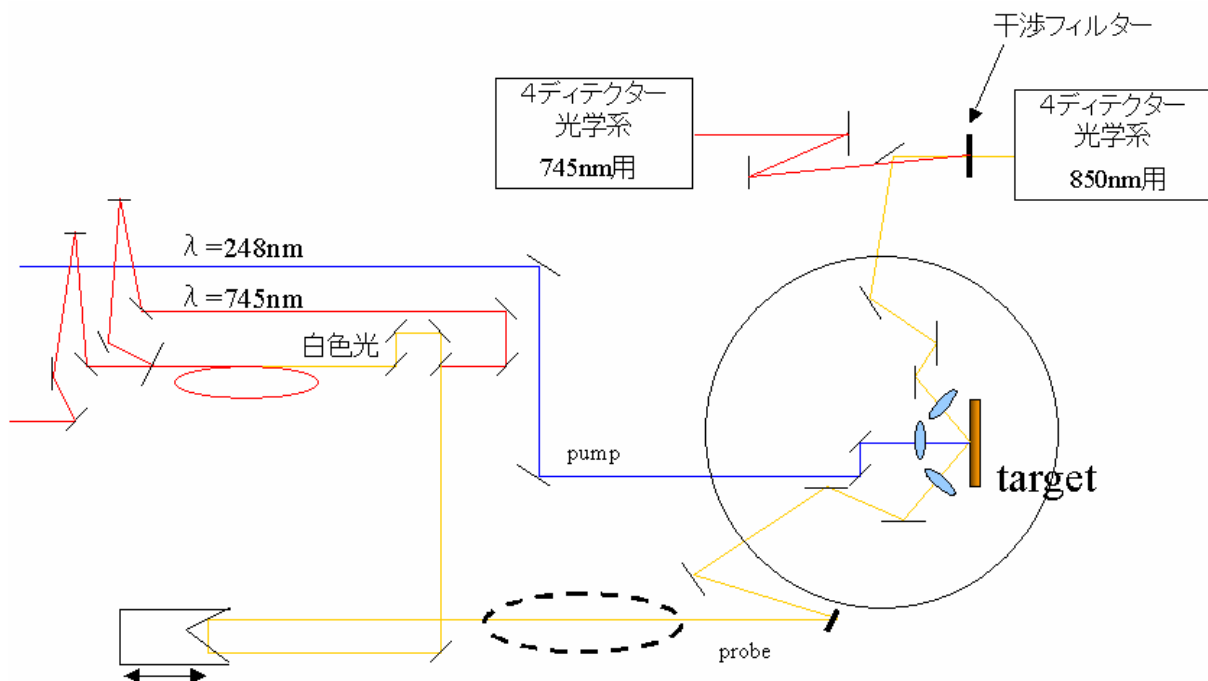 干渉フィルター
４ディテクター
光学系
745nm用
４ディテクター
光学系
850nm用
λ=248nm
λ=745nm
白色光
pump
target
probe